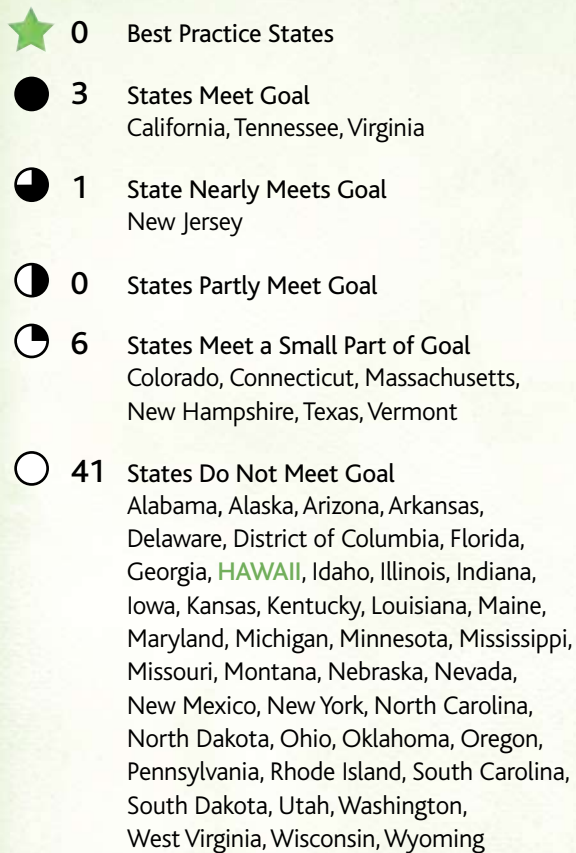 0 Best Practice States
3 States Meet Goal
California, Tennessee, Virginia
1 State Nearly Meets Goal
New Jersey
0 States Partly Meet Goal
6 States Meet a Small Part of Goal
Colorado, Connecticut, Massachusetts,
New Hampshire, Texas, Vermont
41 States Do Not Meet Goal
Alabama, Alaska, Arizona, Arkansas,
Delaware, District of Columbia, Florida,
Georgia, HAWAII, Idaho, Illinois, Indiana,
Iowa, Kansas, Kentucky, Louisiana, Maine,
Maryland, Michigan, Minnesota, Mississippi,
Missouri, Montana, Nebraska, Nevada,
New Mexico, New York, North Carolina,
North Dakota, Ohio, Oklahoma, Oregon,
Pennsylvania, Rhode Island, South Carolina,
South Dakota, Utah, Washington,
West Virginia, Wisconsin, Wyoming